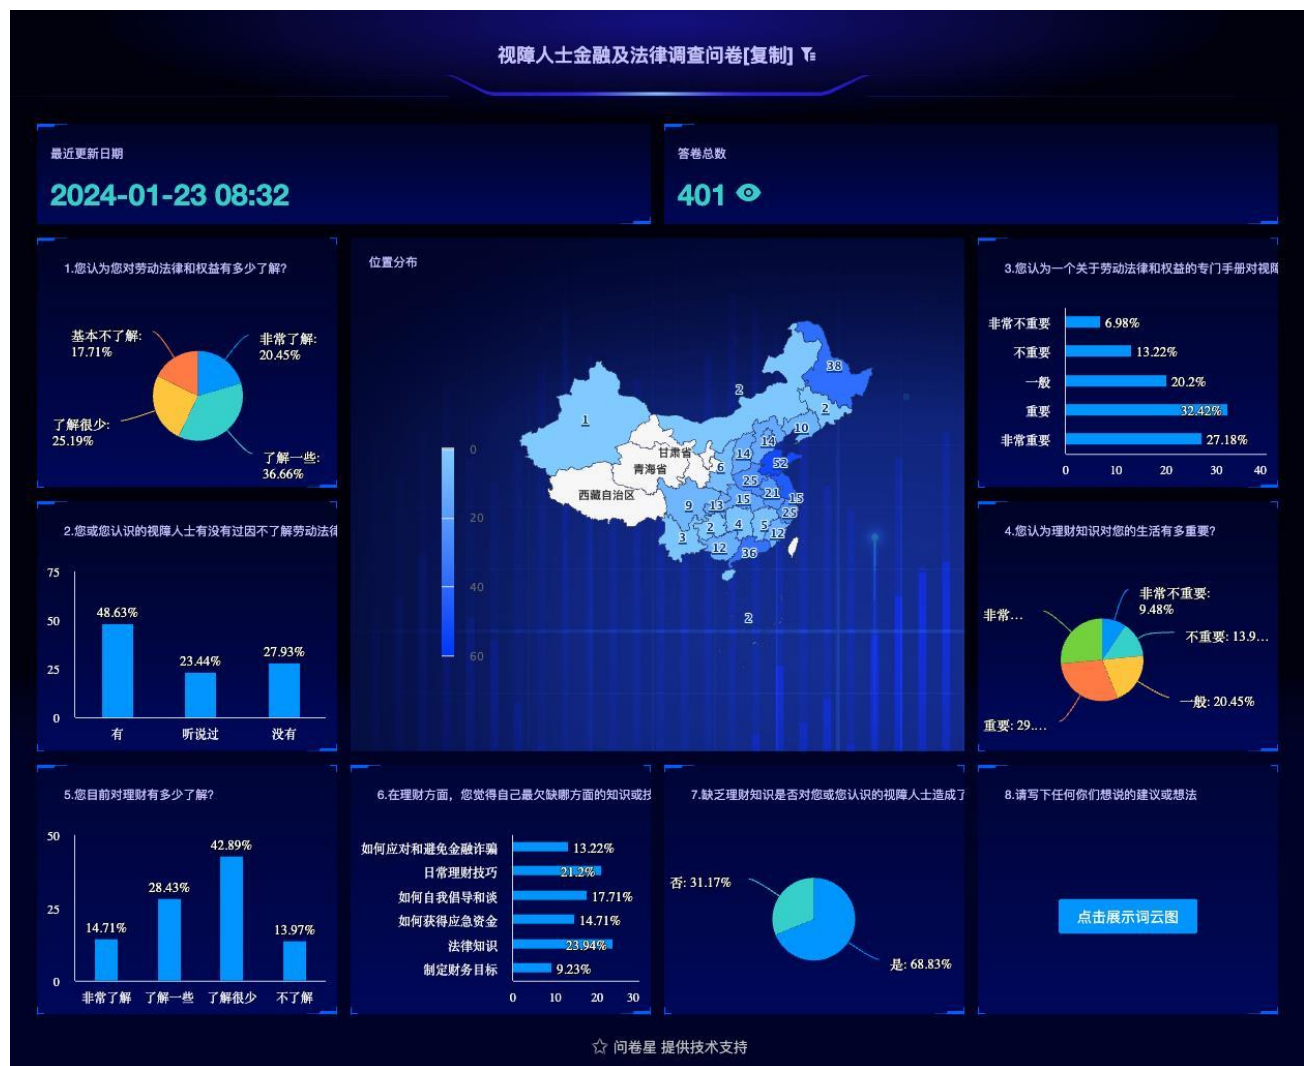 视障人士金融及法律调查问卷[复制]
最近更新日期
2024-01-23 08:32
答卷总数
401
1.您认为您对劳动法律和权益有多少了解?
基本不了解:
17.71%
非常了解:
20.45%
了解很少:
25.19%
了解一些:
36.66%
2.您或您认识的视障人士有没有过因不了解劳动法律
75
50
25
0
48.63%
23.44%
27.93%
有
听说过
没有
位置分布
0
20
40
60
38
2
2
1
10
14
14
甘肃省
青海省
6
52
西藏自治区
25
9
13
15
21
15
25
2
4
5
12
3
12
36
2
3.您认为一个关于劳动法律和权益的专门手册对视障
非常不重要
6.98%
不重要
13.22%
一般
20.2%
重要
32.42%
非常重要
27.18%
0 10 20 30 40
4.您认为理财知识对您的生活有多重要?
非常不重要:
9.48%
非常…
不重要: 13.9…
一般: 20.45%
重要: 29.…
5.您目前对理财有多少了解?
50
25
0
14.71%
28.43%
42.89%
13.97%
非常了解 了解一些 了解很少 不了解
6.在理财方面，您觉得自己最欠缺哪方面的知识或技
如何应对和避免金融诈骗
13.22%
日常理财技巧
21.2%
如何自我倡导和谈
17.71%
如何获得应急资金
14.71%
法律知识
23.94%
制定财务目标
9.23%
0 10 20 30
7.缺乏理财知识是否对您或您认识的视障人士造成了
否: 31.17%
是: 68.83%
8.请写下任何你们想说的建议或想法
点击展示词云图
问卷星 提供技术支持